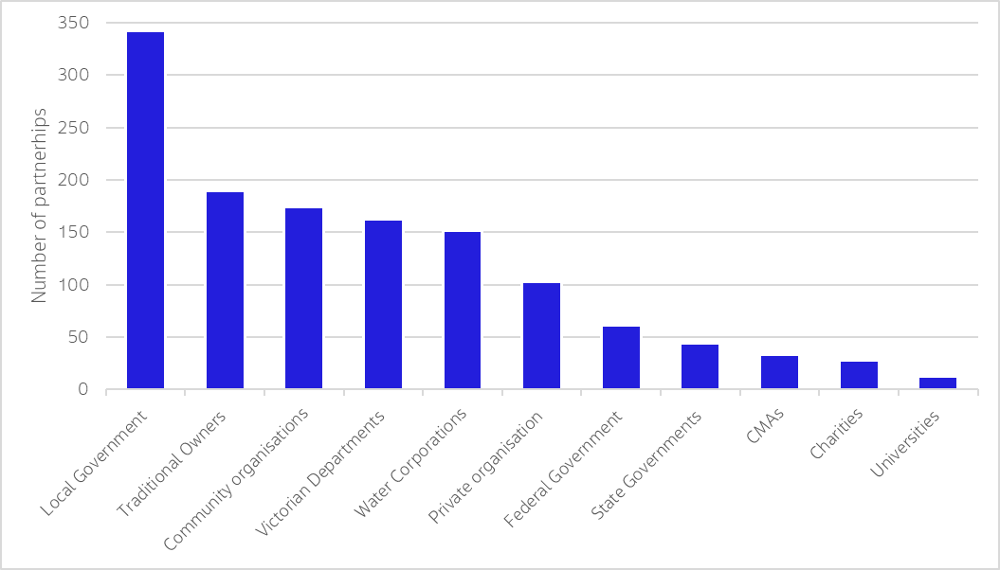 350
300
250
200
150
100
50
0
Number of partnerhips
Local Government
Traditional Owners
Community organisations
Victorian Departments
Water Corporations
Private organisation
Federal Government
State Governments
CMAs
Charities
Universities